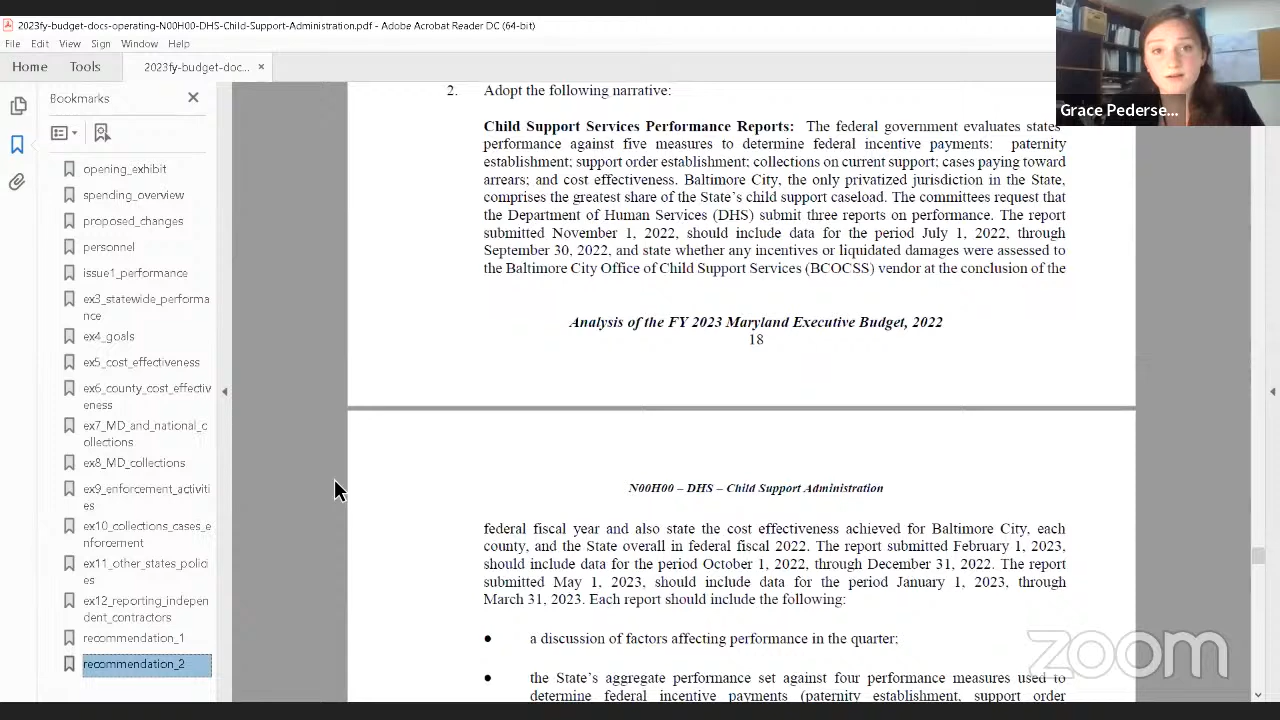 2023fy-budget-docs-operating-N00H00-DHS-Child-Support-Administration.pdf - Adobe Acrobat Reader DC (64-bit)
File Edit View Sign Window Help
Home Tools 2023fy-budget-doc... ×
Bookmarks
opening_exhibit
spending_overview
proposed_changes
personnel
issue1_performance
ex3_statewide_performa
nce
ex4_goals
ex5_cost_effectiveness
ex6_county_cost_effectiv
eness
ex7_MD_and_national_c
ollections
ex8_MD_collections
ex9_enforcement_activiti
es
ex10_collections_cases_e
nforcement
ex11_other_states_polici
es
ex12_reporting_indepen
dent_contractors
recommendation_1
recommendation_2
2. Adopt the following narrative:
Child Support Services Performance Reports: The federal government evaluates states'
performance against five measures to determine federal incentive payments: paternity
establishment; support order establishment; collections on current support; cases paying toward
arrears; and cost effectiveness. Baltimore City, the only privatized jurisdiction in the State,
comprises the greatest share of the State's child support caseload. The committees request that
the Department of Human Services (DHS) submit three reports on performance. The report
submitted November 1, 2022, should include data for the period July 1, 2022, through
September 30, 2022, and state whether any incentives or liquidated damages were assessed to
the Baltimore City Office of Child Support Services (BCOCSS) vendor at the conclusion of the
Analysis of the FY 2023 Maryland Executive Budget, 2022
18
N00H00 – DHS – Child Support Administration
federal fiscal year and also state the cost effectiveness achieved for Baltimore City, each
county, and the State overall in federal fiscal 2022. The report submitted February 1, 2023,
should include data for the period October 1, 2022, through December 31, 2022. The report
submitted May 1, 2023, should include data for the period January 1, 2023, through
March 31, 2023. Each report should include the following:
● a discussion of factors affecting performance in the quarter;
● the State's aggregate performance set against four performance measures used to
determine federal incentive payments (paternity establishment, support order
Grace Pederse...
zoom